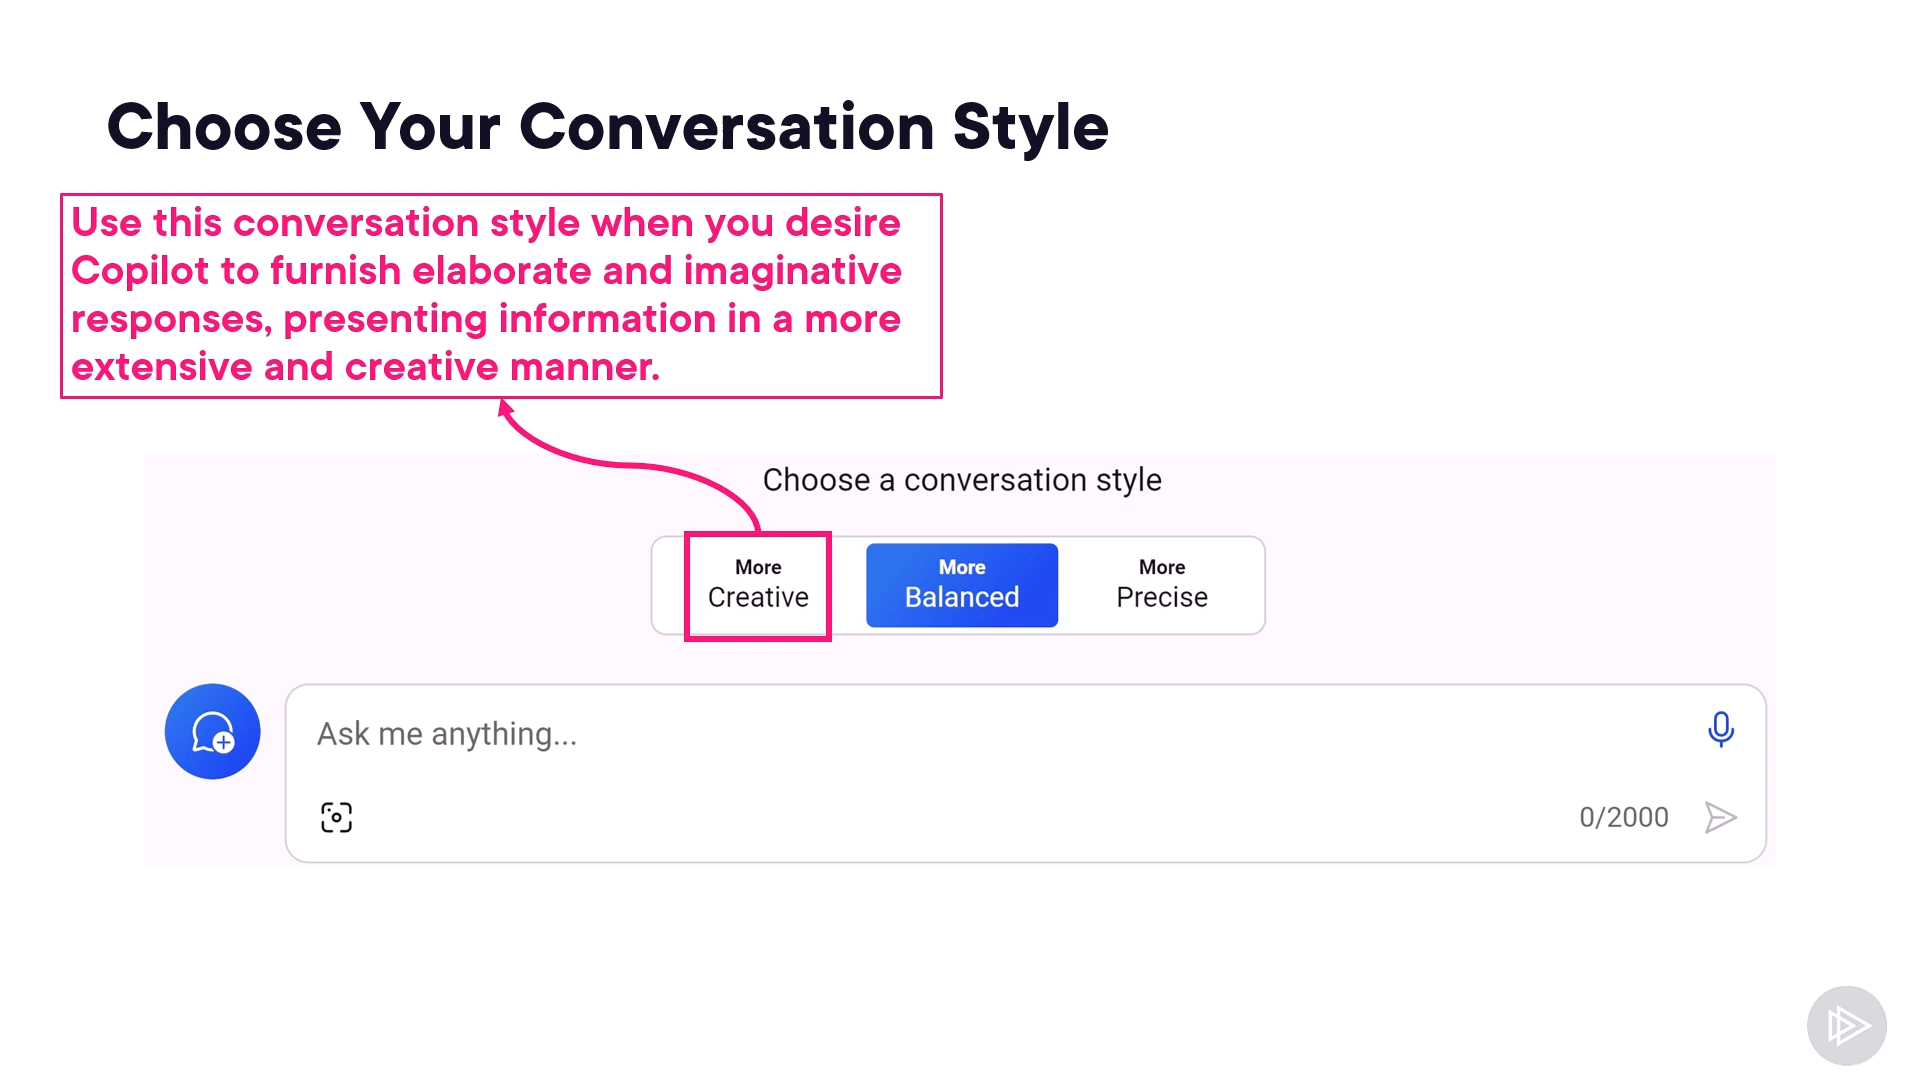 Choose Your Conversation Style
Use this conversation style when you desire
Copilot to furnish elaborate and imaginative
responses, presenting information in a more
extensive and creative manner.
Choose a conversation style
More
Creative
More
Balanced
More
Precise
Ask me anything...
0/2000